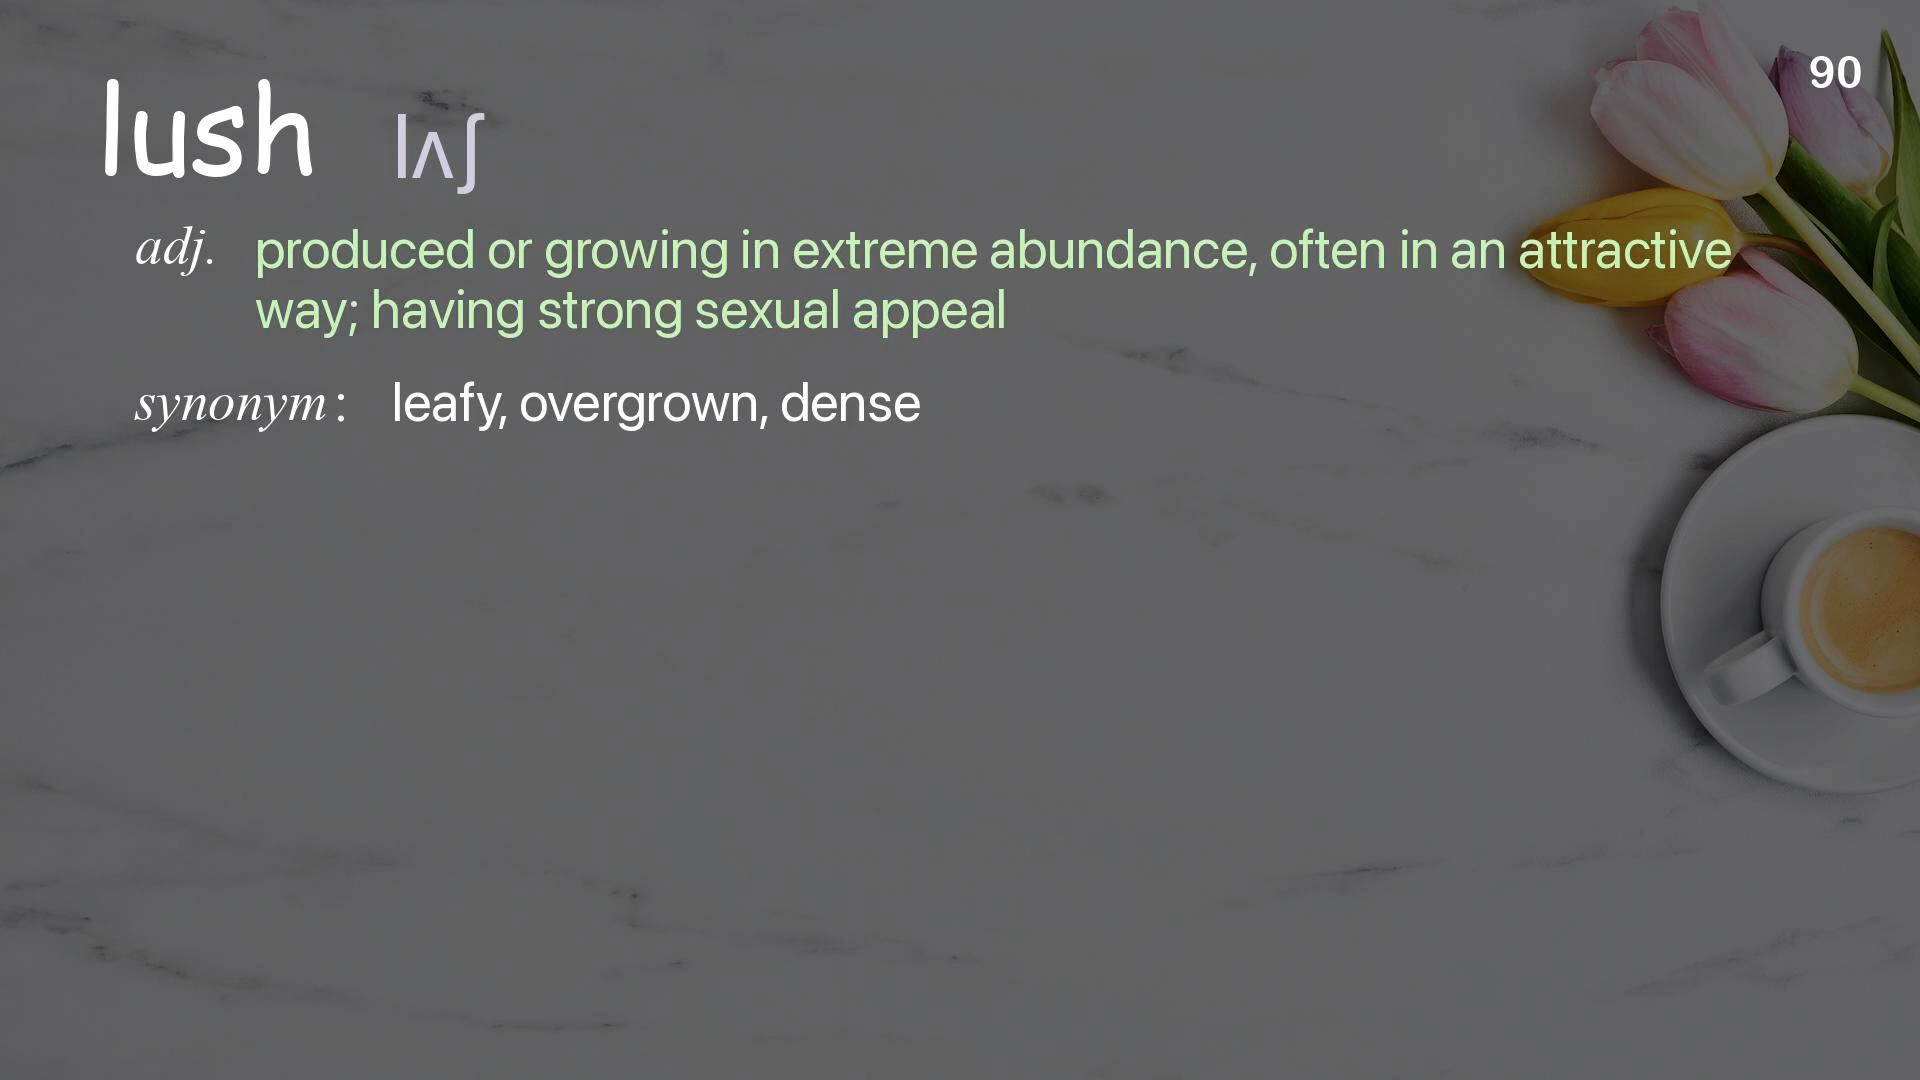 90
lush lʌʃ
adj. produced or growing in extreme abundance, often in an attractive
way; having strong sexual appeal
synonym : leafy, overgrown, dense